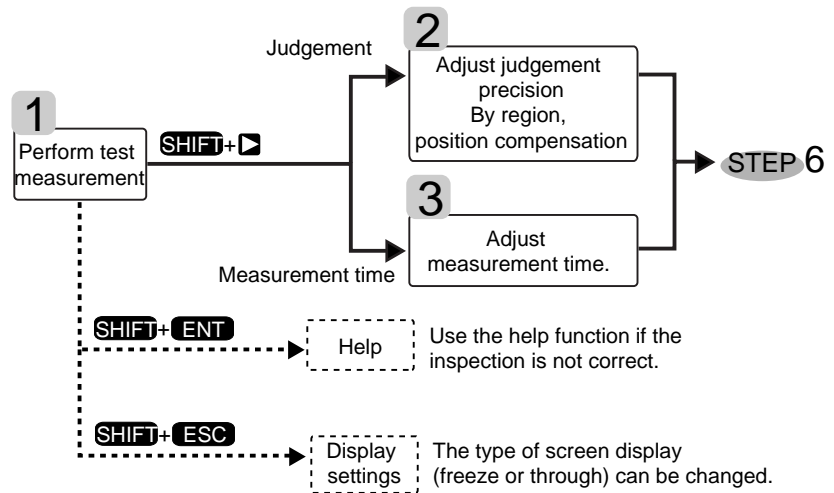 Judgement
2
Adjust judgement
precision
By region,
position compensation
1
Perform test
measurement
SHIFT+▶
STEP 6
3
Adjust
measurement time.
Measurement time
SHIFT+ ENT
Help
Use the help function if the
inspection is not correct.
SHIFT+ ESC
Display
settings
The type of screen display
(freeze or through) can be changed.